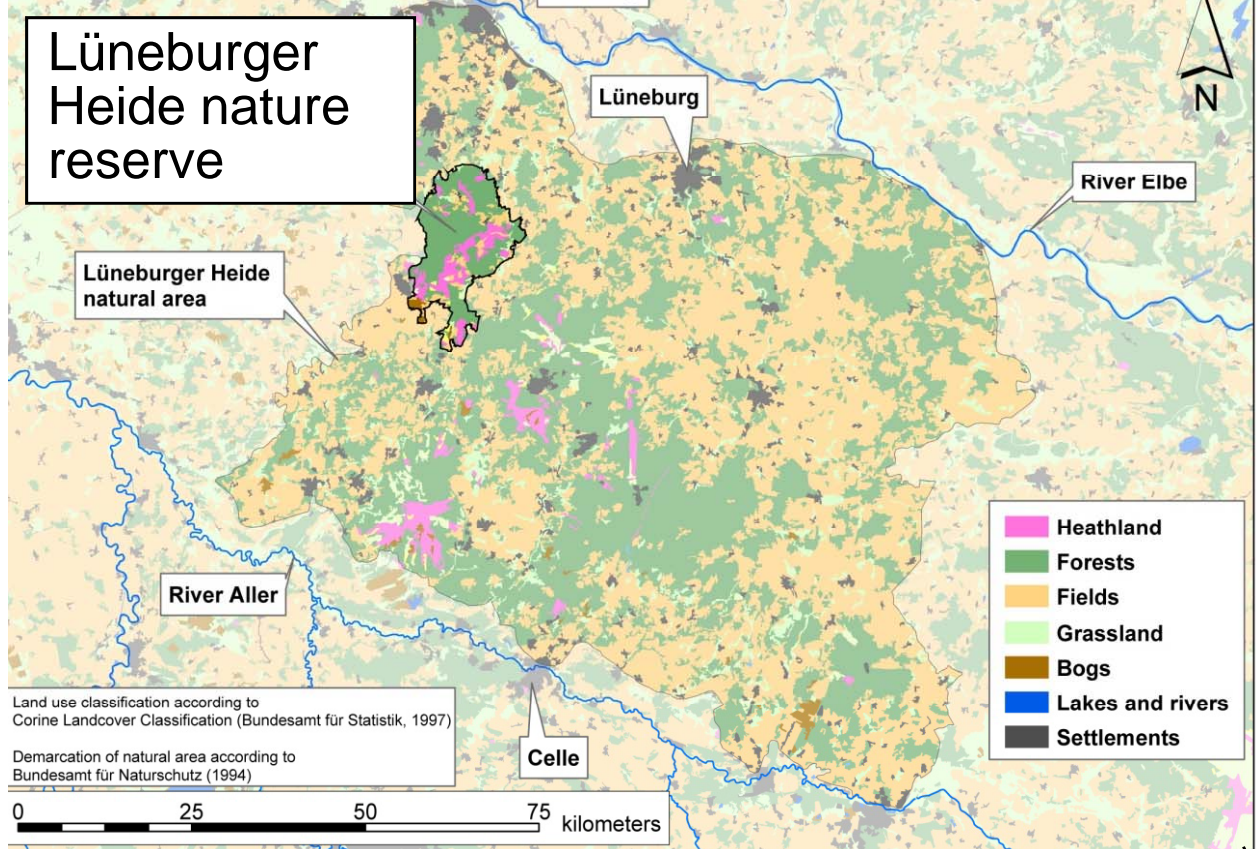 Lüneburger
Heide nature
reserve
Lüneburg
N
River Elbe
Lüneburger Heide
natural area
River Aller
Heathland
Forests
Fields
Grassland
Bogs
Lakes and rivers
Settlements
Land use classification according to
Corine Landcover Classification (Bundesamt für Statistik, 1997)
Demarcation of natural area according to
Bundesamt für Naturschutz (1994)
Celle
0 25 50 75 kilometers